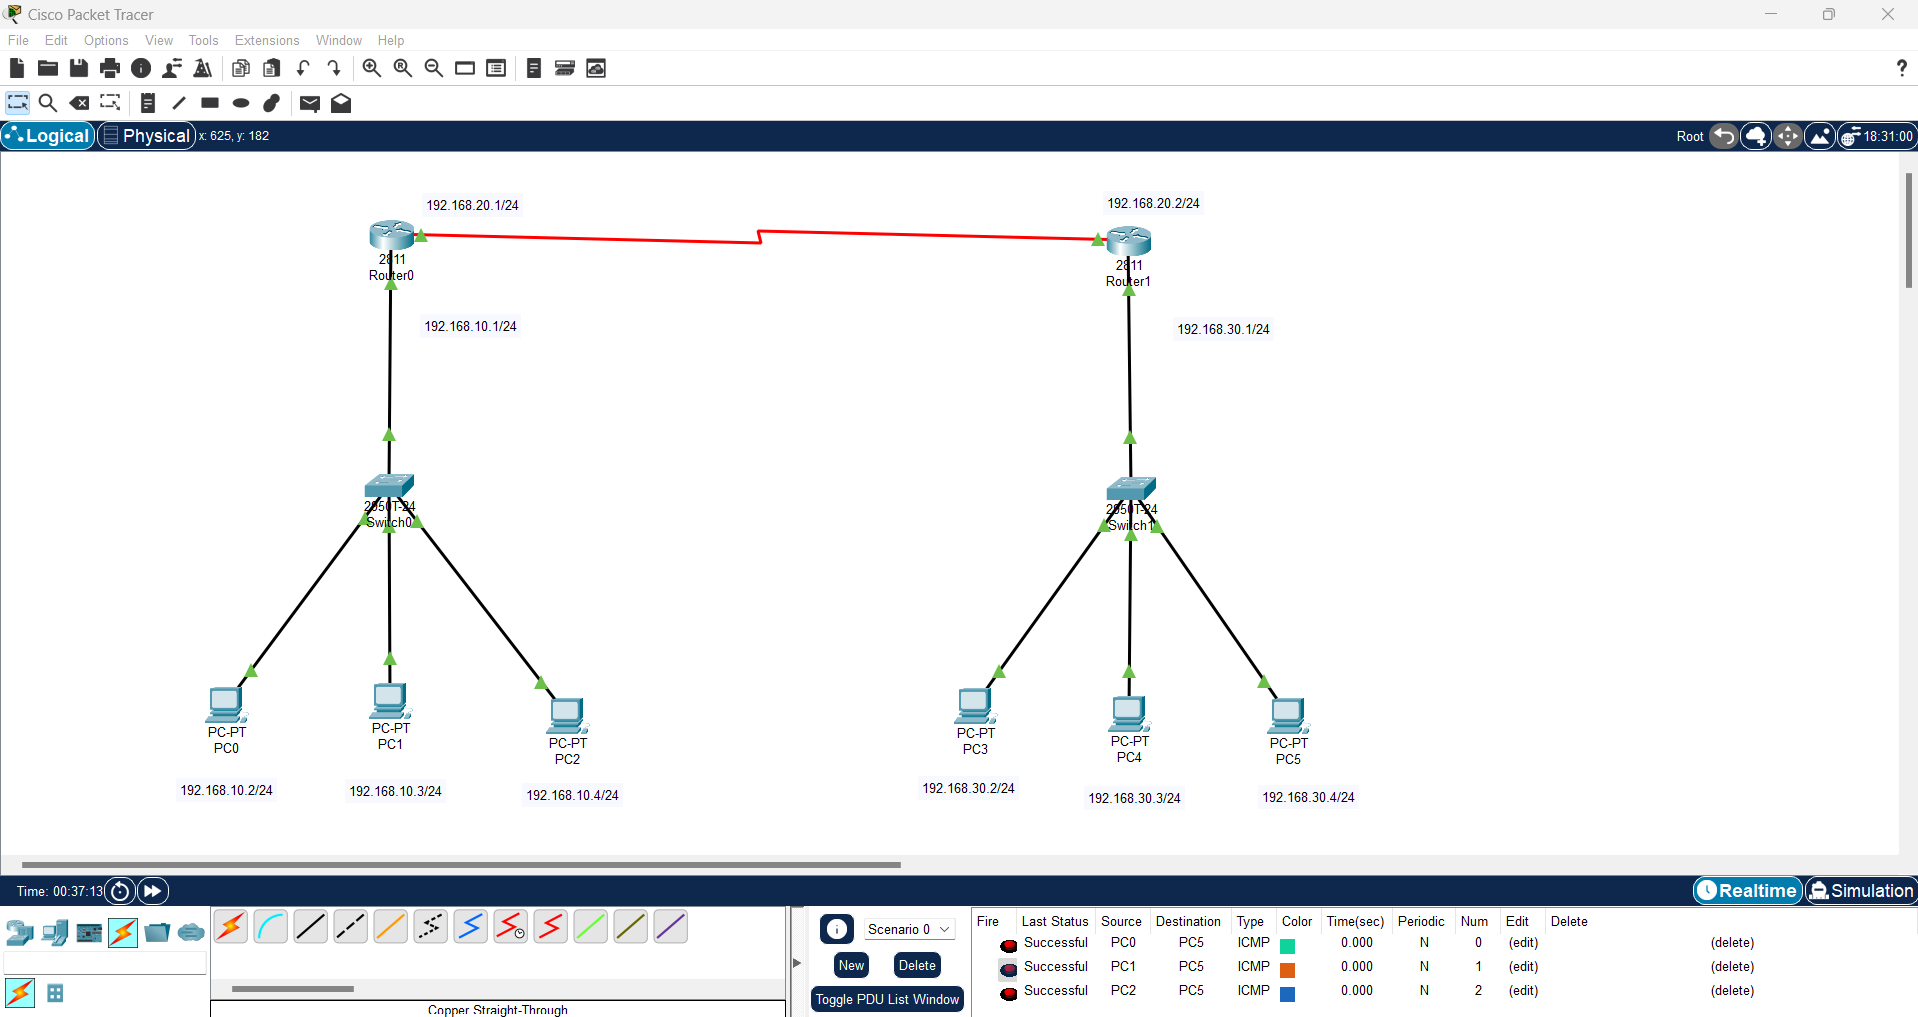 Cisco Packet Tracer
File Edit Options View Tools Extensions Window Help
?
Logical Physical x: 625, y: 182 Root 18:31:00
192.168.20.1/24 192.168.20.2/24
2811
Router0
2811
Router1
192.168.10.1/24 192.168.30.1/24
2950T-24
Switch0
2950T-24
Switch1
PC-PT
PC0
PC-PT
PC1
PC-PT
PC2
PC-PT
PC3
PC-PT
PC4
PC-PT
PC5
192.168.10.2/24 192.168.10.3/24 192.168.10.4/24 192.168.30.2/24 192.168.30.3/24 192.168.30.4/24
Time: 00:37:13 Realtime Simulation
Scenario 0
New Delete
Toggle PDU List Window
Copper Straight-Through
Fire Last Status Source Destination Type Color Time(sec) Periodic Num Edit Delete
Successful PC0 PC5 ICMP 0.000 N 0 (edit) (delete)
Successful PC1 PC5 ICMP 0.000 N 1 (edit) (delete)
Successful PC2 PC5 ICMP 0.000 N 2 (edit) (delete)